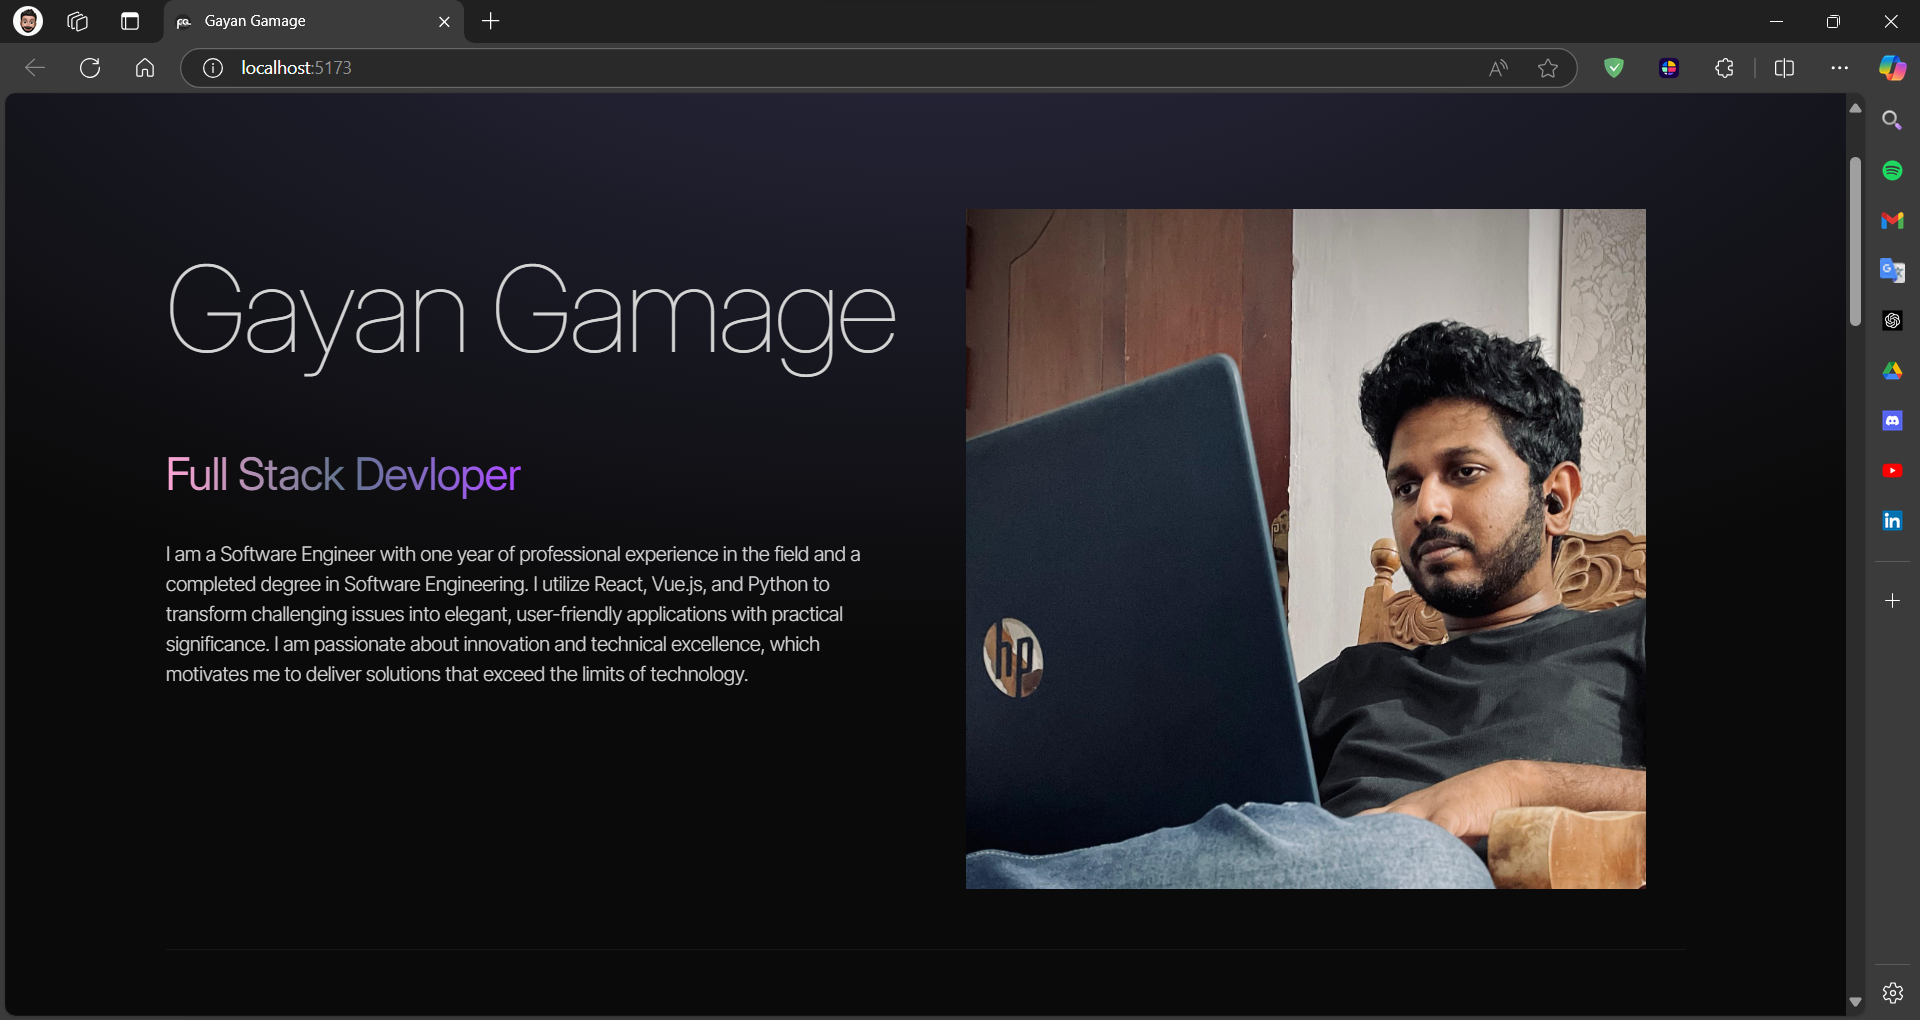 Gayan Gamage
localhost:5173
Gayan Gamage
Full Stack Devloper
I am a Software Engineer with one year of professional experience in the field and a
completed degree in Software Engineering. I utilize React, Vue.js, and Python to
transform challenging issues into elegant, user-friendly applications with practical
significance. I am passionate about innovation and technical excellence, which
motivates me to deliver solutions that exceed the limits of technology.
hp